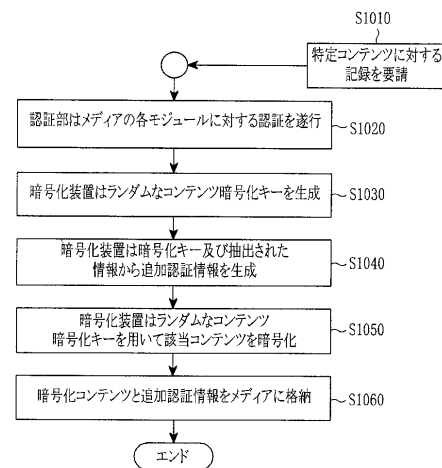 S1010
特定コンテンツに対する
記録を要請
認証部はメディアの各モジュールに対する認証を遂行
S1020
暗号化装置はランダムなコンテンツ暗号化キーを生成
S1030
暗号化装置は暗号化キー及び抽出された
情報から追加認証情報を生成
S1040
暗号化装置はランダムなコンテンツ
暗号化キーを用いて該当コンテンツを暗号化
S1050
暗号化コンテンツと追加認証情報をメディアに格納
S1060
エンド